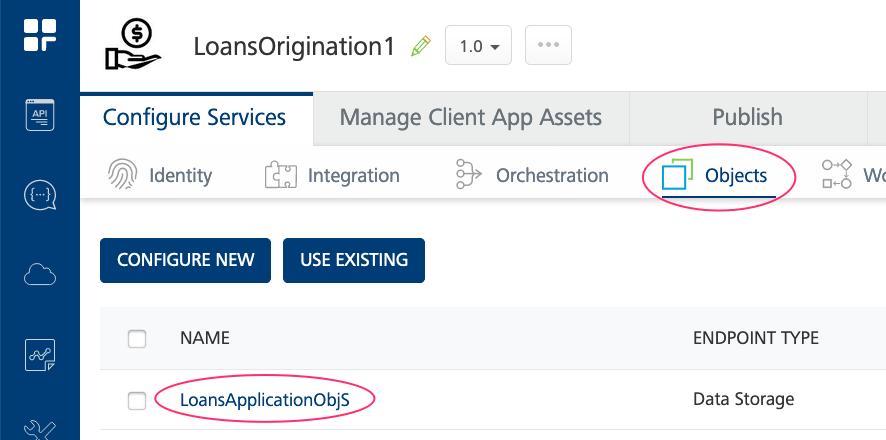 LoansOrigination1 1.0
API
Configure Services Manage Client App Assets Publish
Identity Integration Orchestration Objects Wo
{···}
CONFIGURE NEW USE EXISTING
NAME ENDPOINT TYPE
LoansApplicationObjS Data Storage